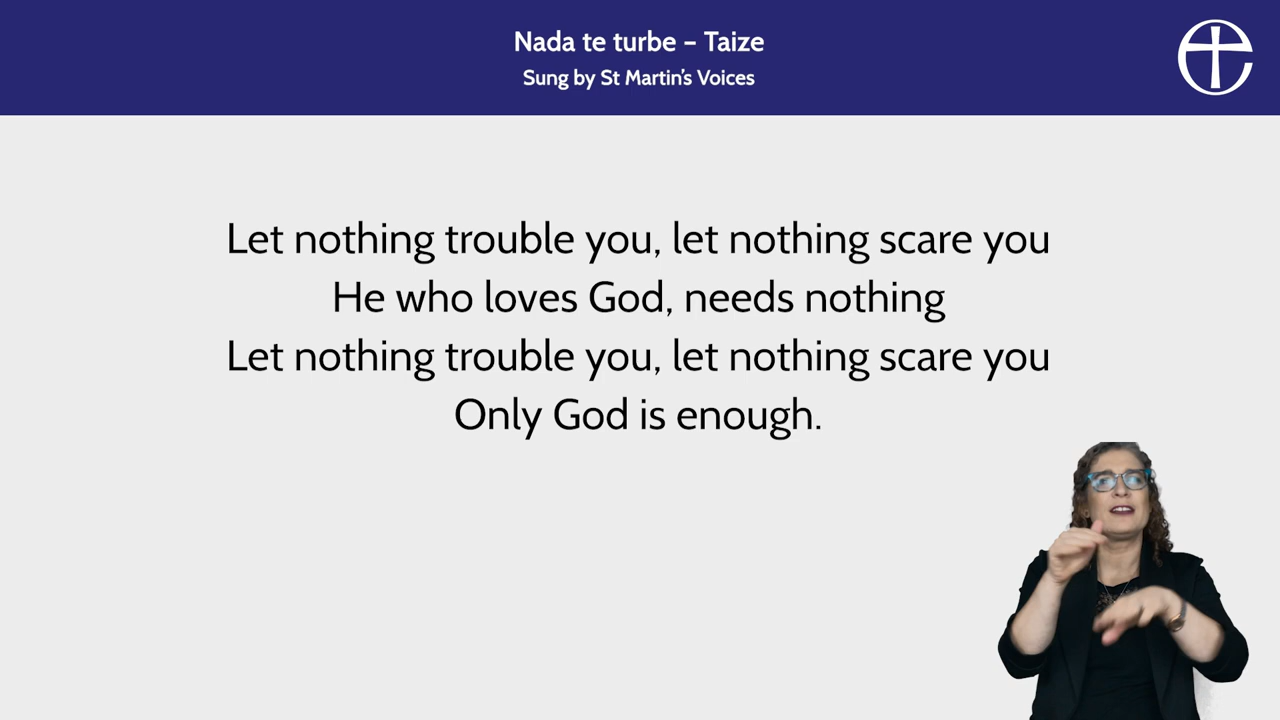 Nada te turbe – Taize
Sung by St Martin's Voices
Let nothing trouble you, let nothing scare you
He who loves God, needs nothing
Let nothing trouble you, let nothing scare you
Only God is enough.